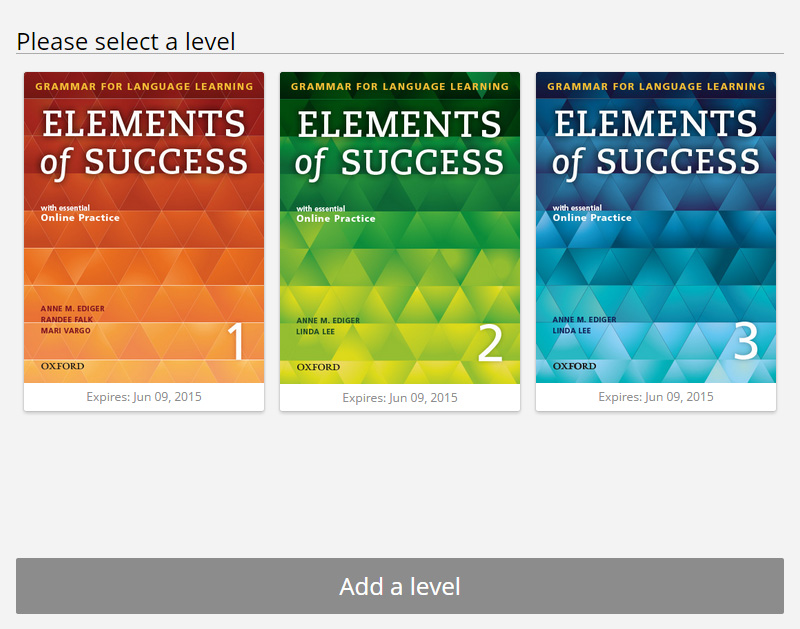 Please select a level
GRAMMAR FOR LANGUAGE LEARNING
ELEMENTS
of SUCCESS
with essential
Online Practice
ANNE M. EDIGER
RANDEE FALK
MARI VARGO
1
OXFORD
Expires: Jun 09, 2015
GRAMMAR FOR LANGUAGE LEARNING
ELEMENTS
of SUCCESS
with essential
Online Practice
ANNE M. EDIGER
LINDA LEE
2
OXFORD
Expires: Jun 09, 2015
GRAMMAR FOR LANGUAGE LEARNING
ELEMENTS
of SUCCESS
with essential
Online Practice
ANNE M. EDIGER
LINDA LEE
3
OXFORD
Expires: Jun 09, 2015
Add a level